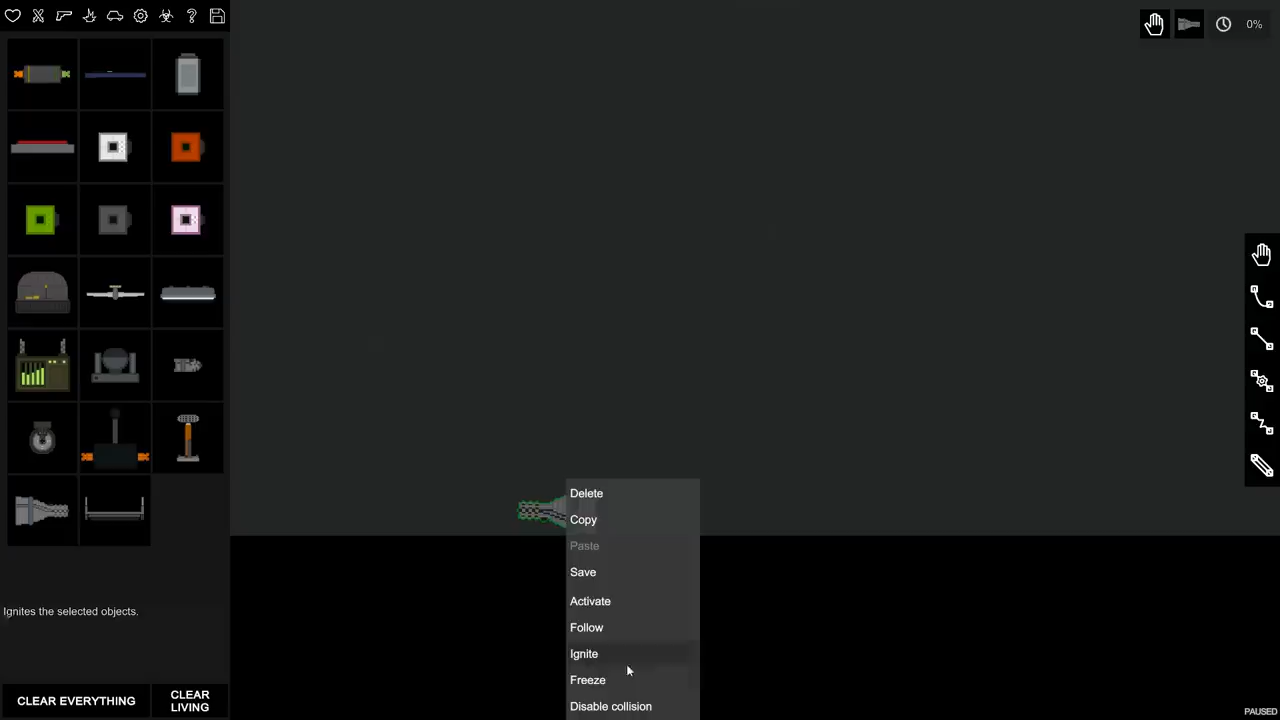 0%
Delete
Copy
Paste
Save
Activate
Follow
Ignite
Freeze
Disable collision
Ignites the selected objects.
CLEAR EVERYTHING
CLEAR
LIVING
PAUSED